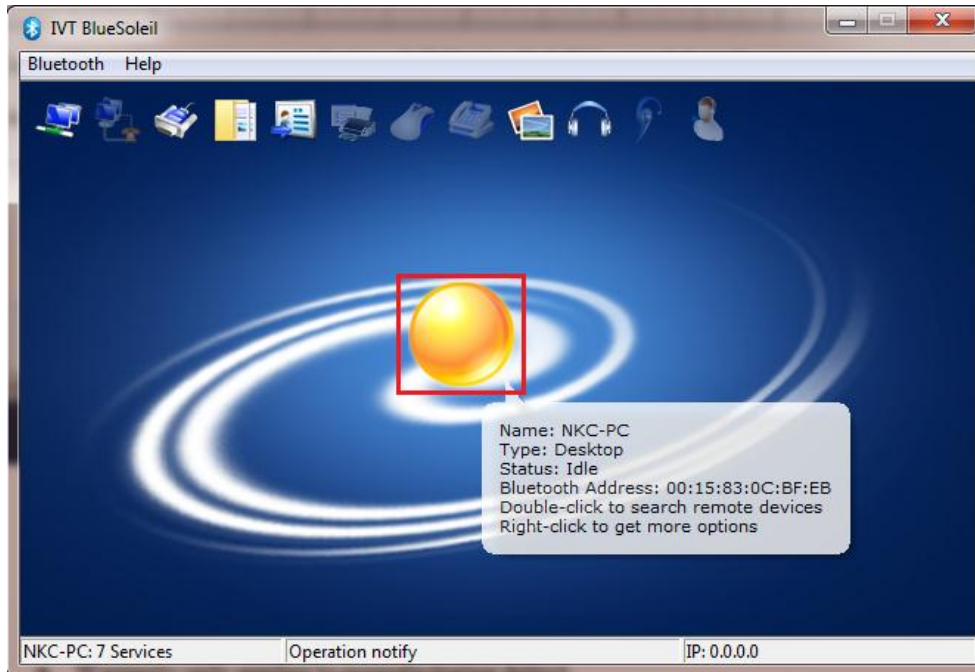 IVT BlueSoleil
Bluetooth Help
Name: NKC-PC
Type: Desktop
Status: Idle
Bluetooth Address: 00:15:83:0C:BF:EB
Double-click to search remote devices
Right-click to get more options
NKC-PC: 7 Services Operation notify IP: 0.0.0.0